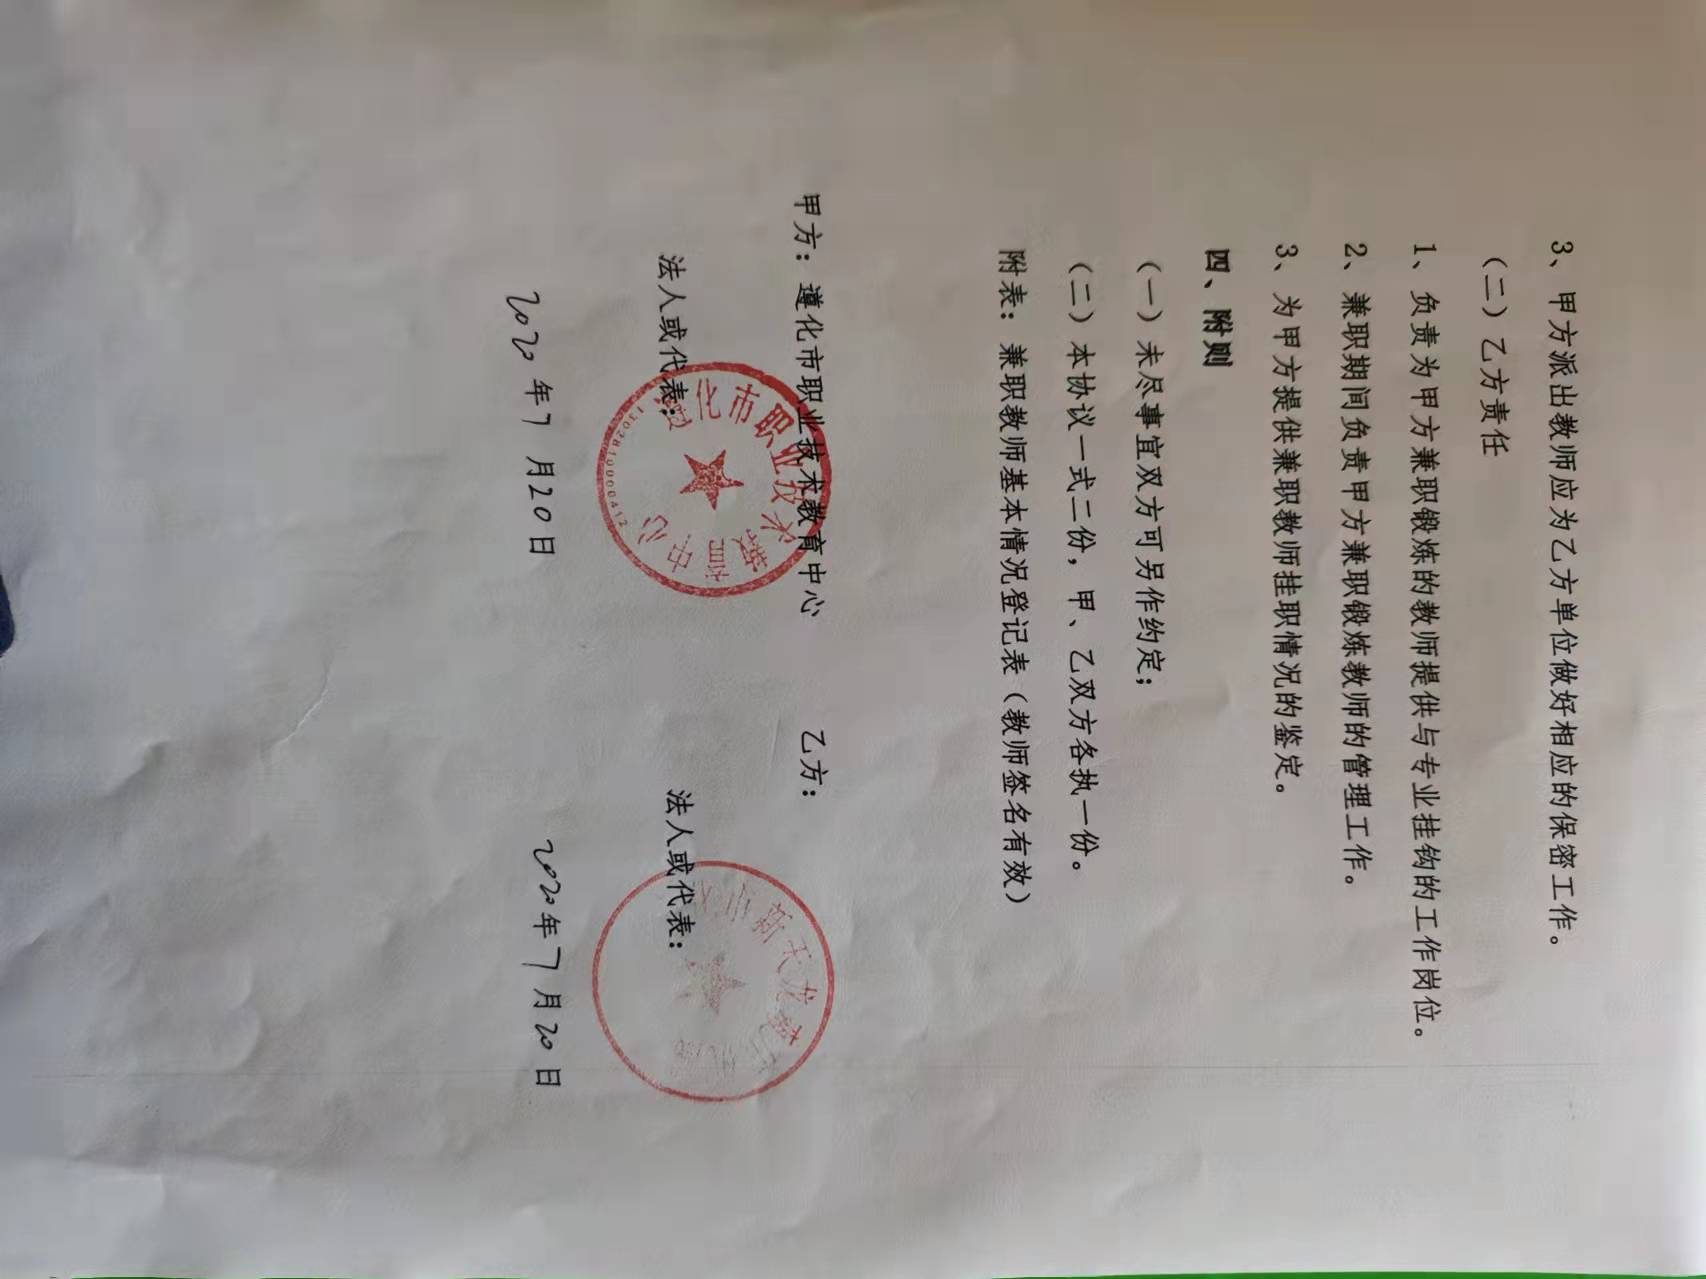 3、甲方派出教师应为乙方单位做好相应的保密工作。
（二）乙方责任
1、负责为甲方兼职锻炼的教师提供与专业挂钩的工作岗位。
2、兼职期间负责甲方兼职锻炼教师的管理工作。
3、为甲方提供兼职教师挂职情况的鉴定。
四、附则
（一）未尽事宜双方可另作约定；
（二）本协议一式二份，甲、乙双方各执一份。
附表：兼职教师基本情况登记表（教师签名有效）
甲方：遵化市职业技术教育中心 乙方：
法人或代表： 法人或代表：
2020年7月20日 2020年7月20日
遵化市职业技术教育中心
1302810000412
新天龙